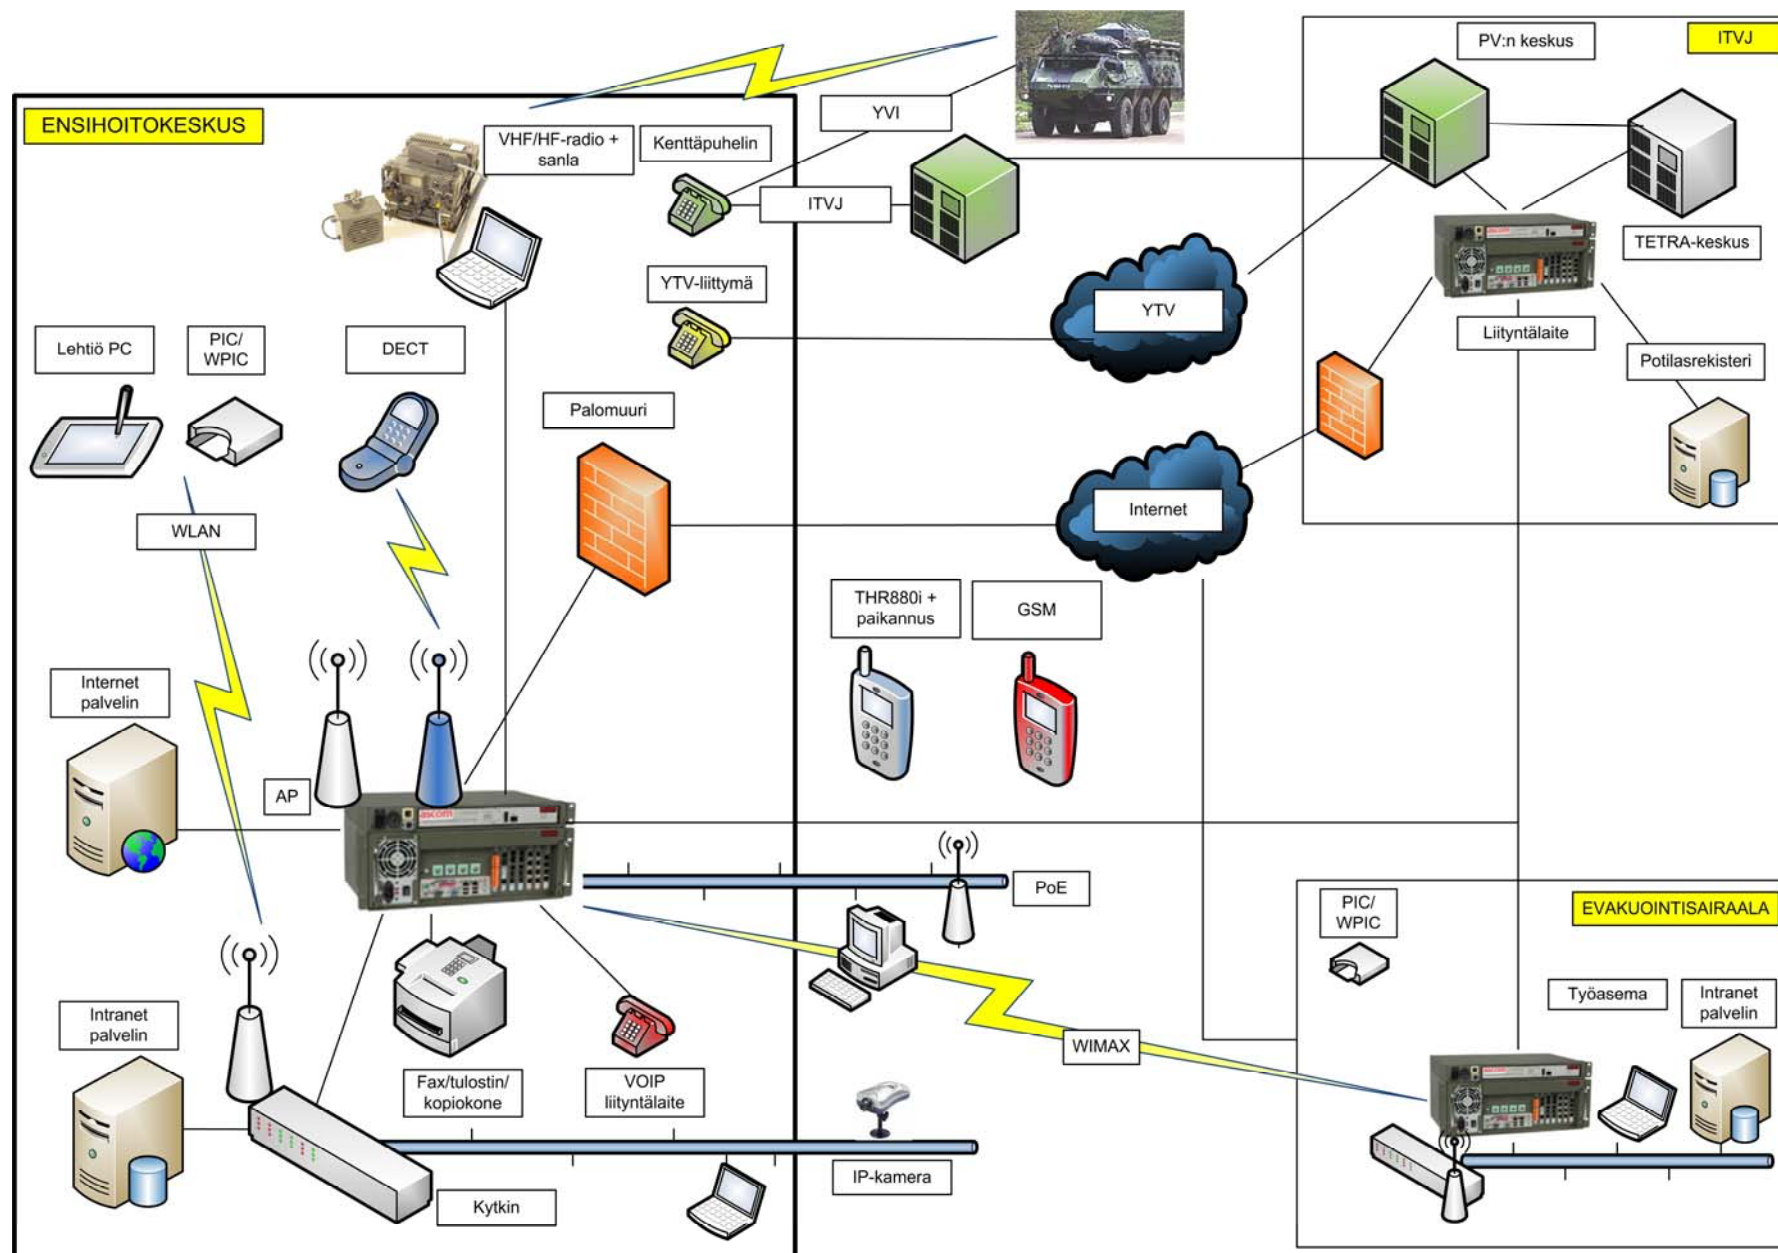 PV:n keskus
ITVJ
ENSIHOITOKESKUS
VHF/HF-radio +
sanla
Kenttäpuhelin
YVI
ITVJ
TETRA-keskus
YTV-liittymä
YTV
Liityntälaite
Lehtiö PC
PIC/
WPIC
DECT
Potilasrekisteri
Palomuuri
Internet
WLAN
THR880i +
paikannus
GSM
Internet
palvelin
AP
ascom
PoE
PIC/
WPIC
EVAKUOINTISAIRAALA
Työasema
Intranet
palvelin
Intranet
palvelin
WIMAX
Fax/tulostin/
kopiokone
VOIP
liityntälaite
IP-kamera
Kytkin